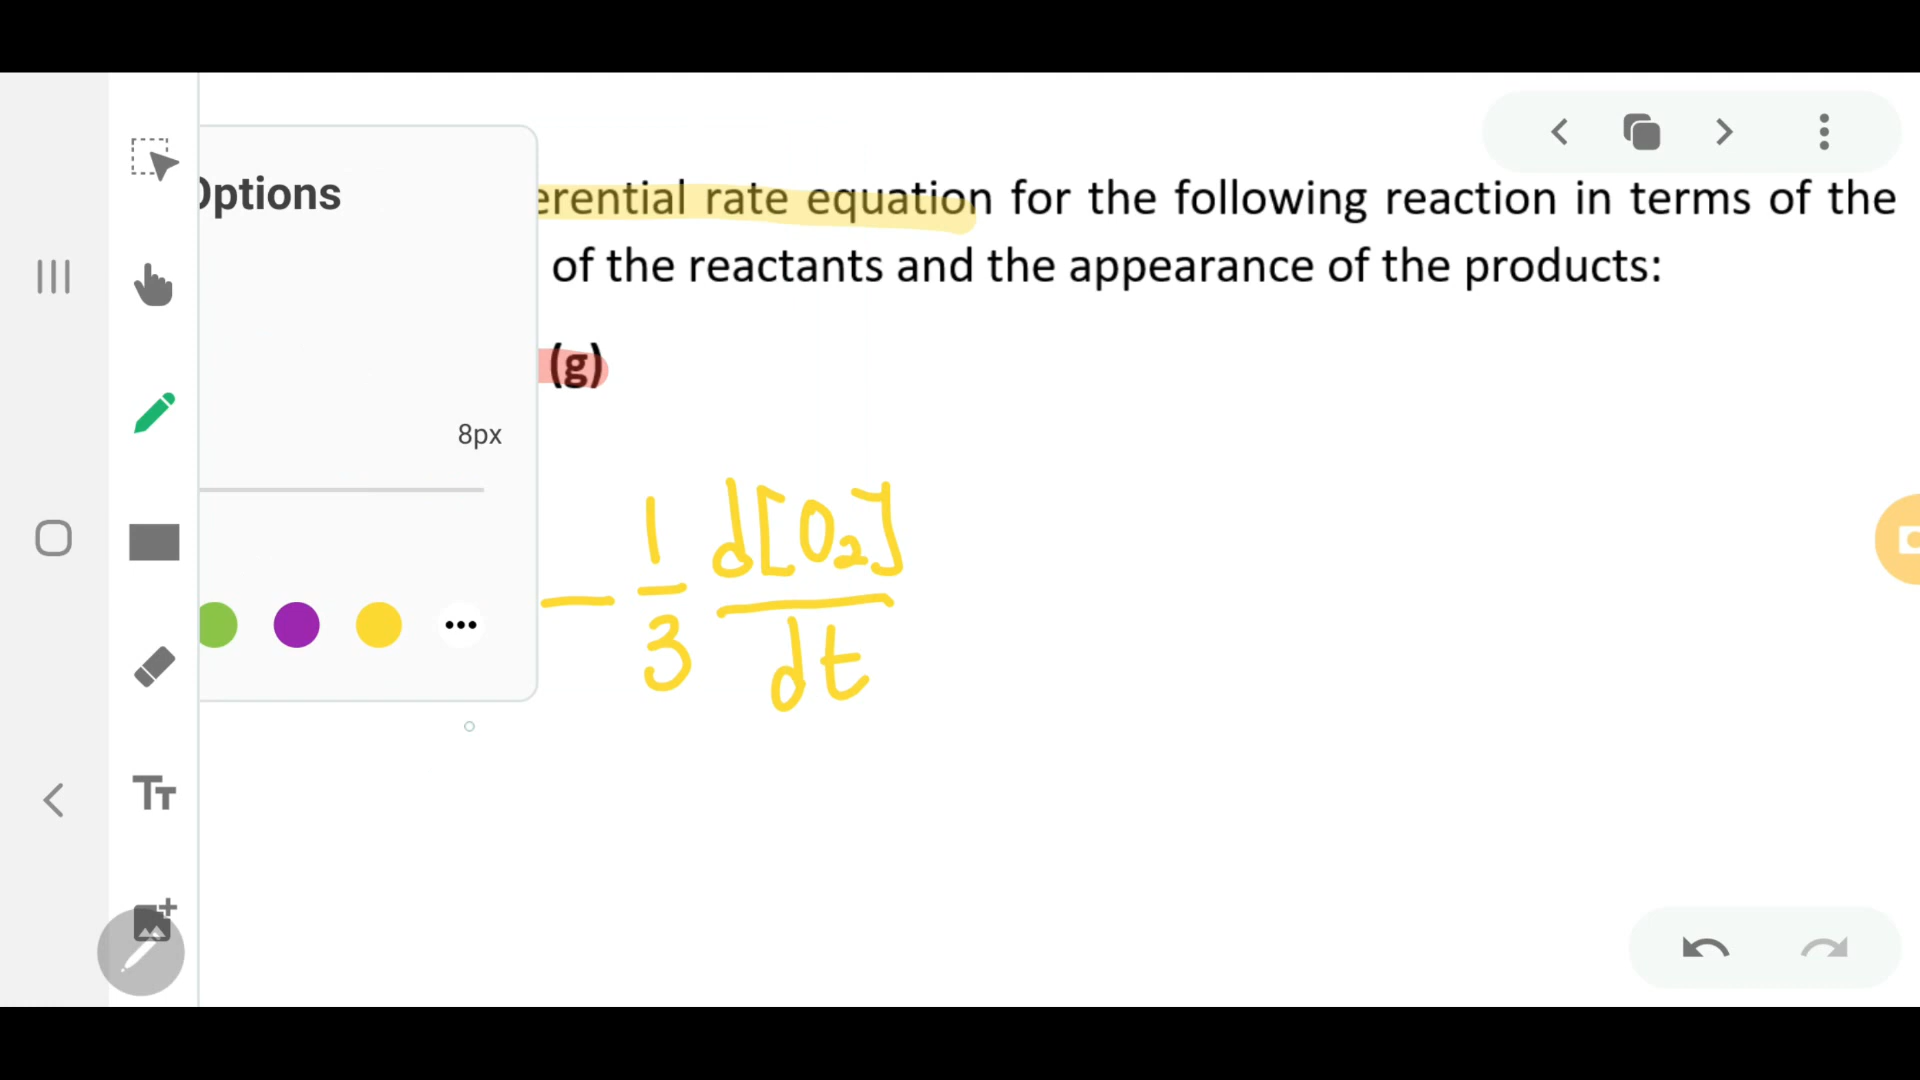 Options
erential rate equation for the following reaction in terms of the
of the reactants and the appearance of the products:
(g)
8px
− 1/3 d[O₂]/dt
Tт